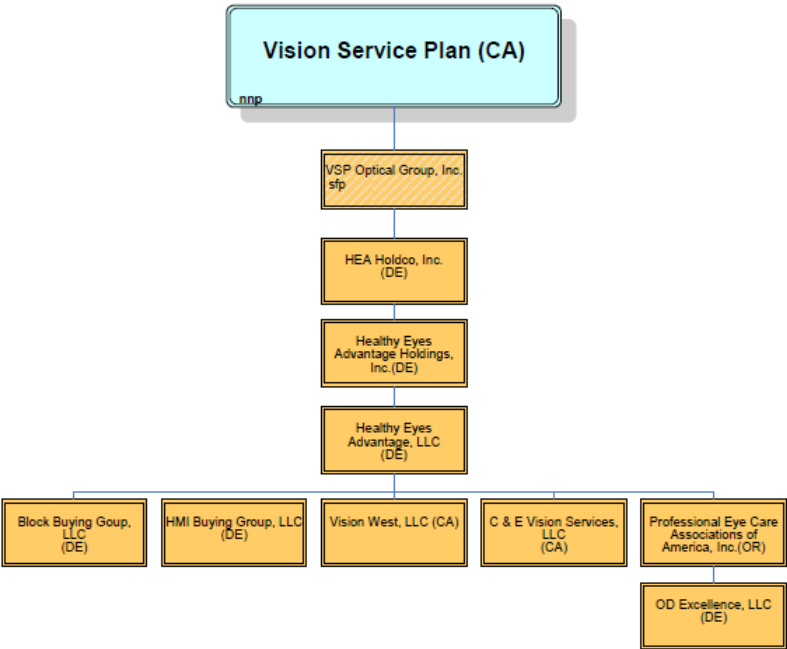 Vision Service Plan (CA)
nnp
VSP Optical Group, Inc.
sfp
HEA Holdco, Inc.
(DE)
Healthy Eyes
Advantage Holdings,
Inc.(DE)
Healthy Eyes
Advantage, LLC
(DE)
Block Buying Goup,
LLC
(DE)
HMI Buying Group, LLC
(DE)
Vision West, LLC (CA)
C & E Vision Services,
LLC
(CA)
Professional Eye Care
Associations of
America, Inc.(OR)
OD Excellence, LLC
(DE)